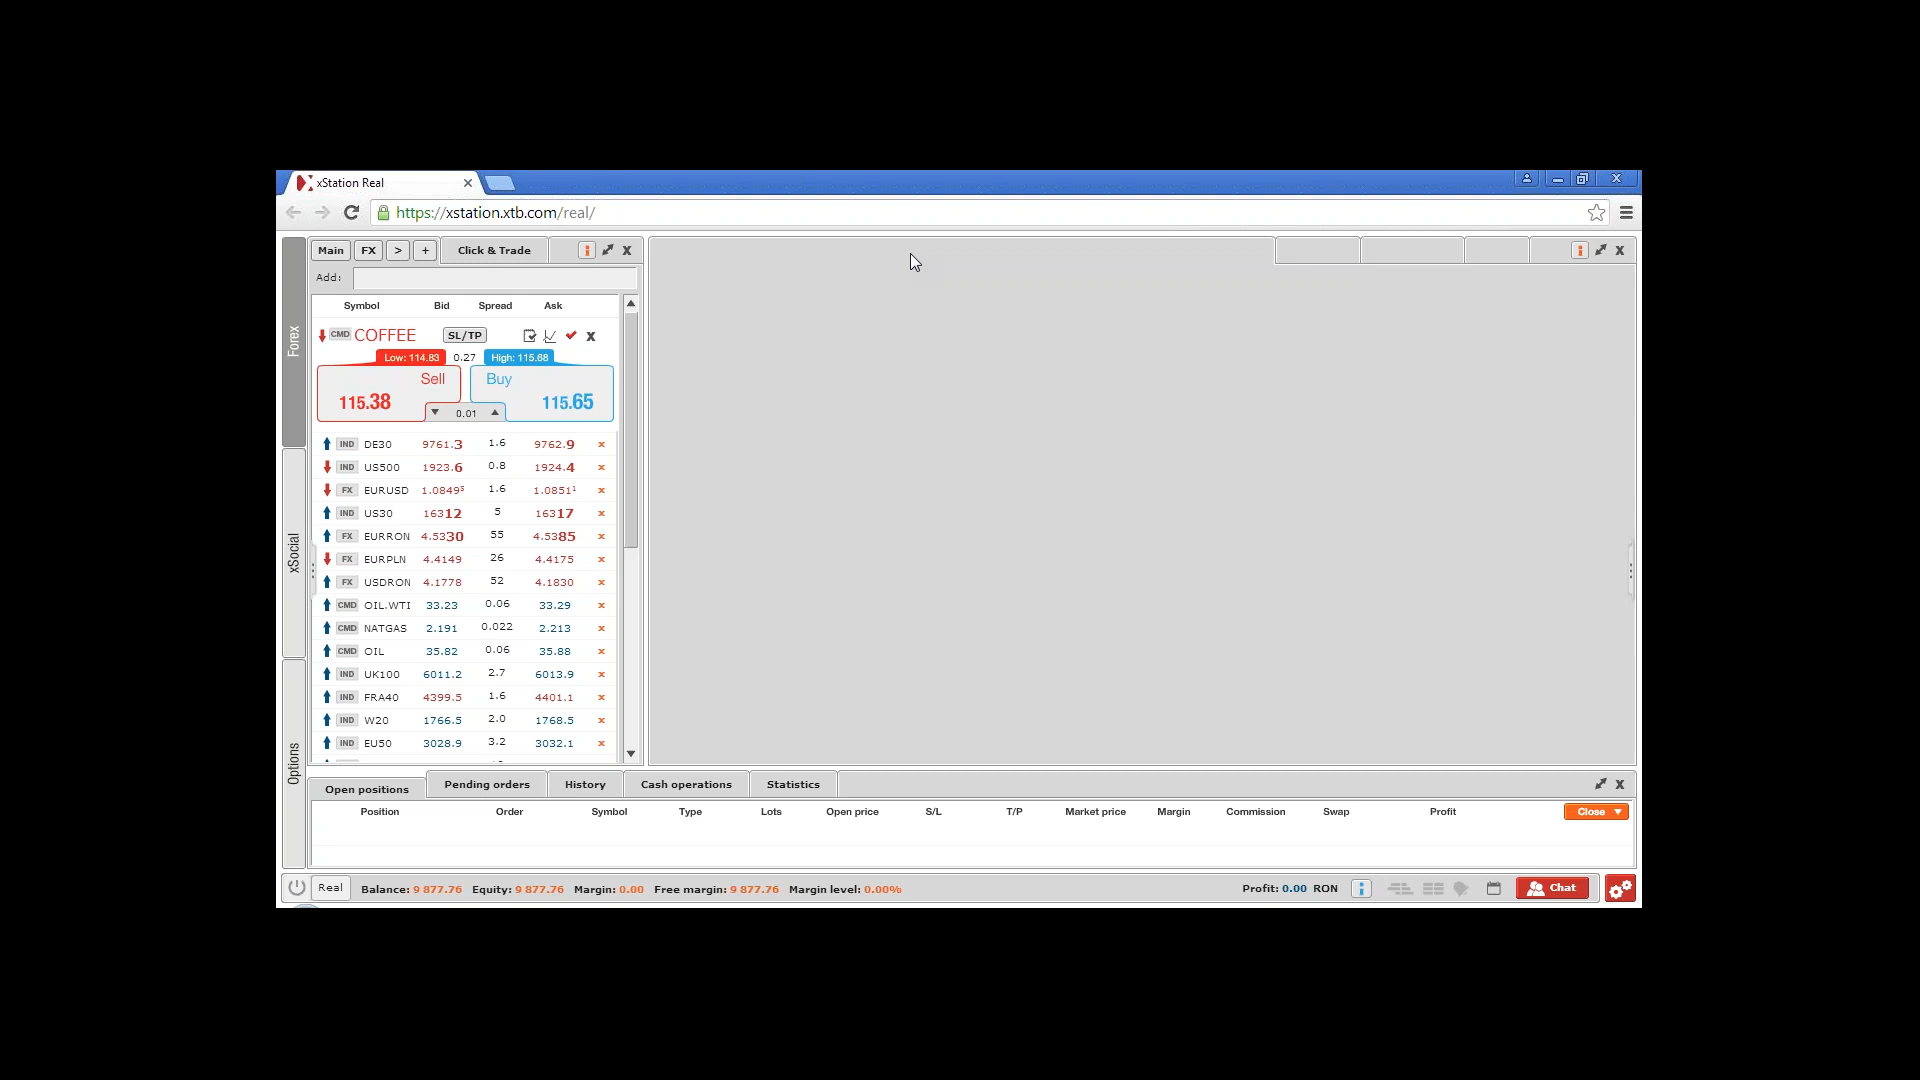 xStation Real
https://xstation.xtb.com/real/
Main FX > + Click & Trade
Add:
Symbol Bid Spread Ask
CMD COFFEE SL/TP
Low: 114.83 0.27 High: 115.68
Sell Buy
115.38 115.65
0.01
IND DE30 9761.3 1.6 9762.9 x
IND US500 1923.6 0.8 1924.4 x
FX EURUSD 1.0849⁵ 1.6 1.0851¹ x
IND US30 16312 5 16317 x
FX EURRON 4.5330 55 4.5385 x
FX EURPLN 4.4149 26 4.4175 x
FX USDRON 4.1778 52 4.1830 x
CMD OIL.WTI 33.23 0.06 33.29 x
CMD NATGAS 2.191 0.022 2.213 x
CMD OIL 35.82 0.06 35.88 x
IND UK100 6011.2 2.7 6013.9 x
IND FRA40 4399.5 1.6 4401.1 x
IND W20 1766.5 2.0 1768.5 x
IND EU50 3028.9 3.2 3032.1 x
Forex
xSocial
Options
Open positions Pending orders History Cash operations Statistics
Position Order Symbol Type Lots Open price S/L T/P Market price Margin Commission Swap Profit Close
Real Balance: 9 877.76 Equity: 9 877.76 Margin: 0.00 Free margin: 9 877.76 Margin level: 0.00% Profit: 0.00 RON Chat